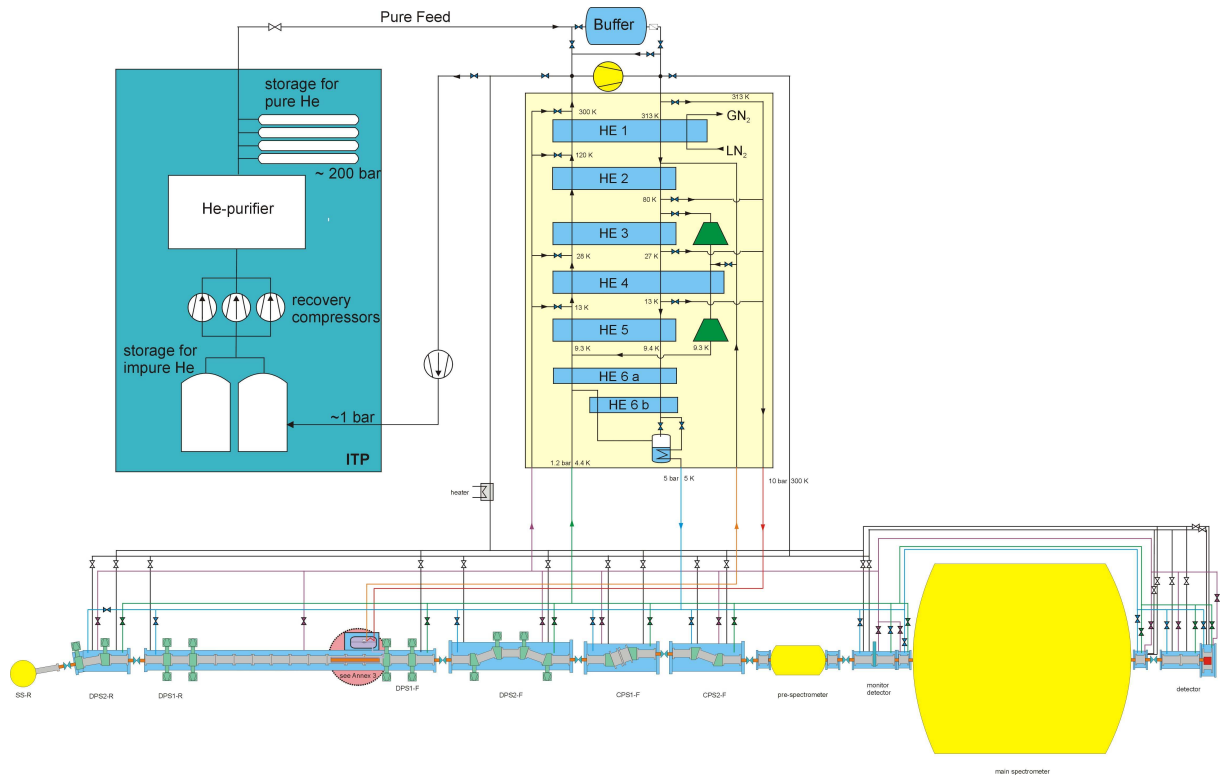 Pure Feed
Buffer
storage for
pure He
~ 200 bar
He-purifier
recovery
compressors
storage for
impure He
~1 bar
ITP
313 K
300 K
313 K
HE 1
GN2
LN2
120 K
HE 2
80 K
HE 3
28 K
27 K
HE 4
13 K
13 K
HE 5
9.3 K
9.4 K
9.3 K
HE 6 a
HE 6 b
1.2 bar 4.4 K
5 bar 5 K
10 bar 300 K
heater
see Annex 3
SS-R
DPS2-R
DPS1-R
DPS1-F
DPS2-F
CPS1-F
CPS2-F
pre-spectrometer
monitor
detector
detector
main spectrometer